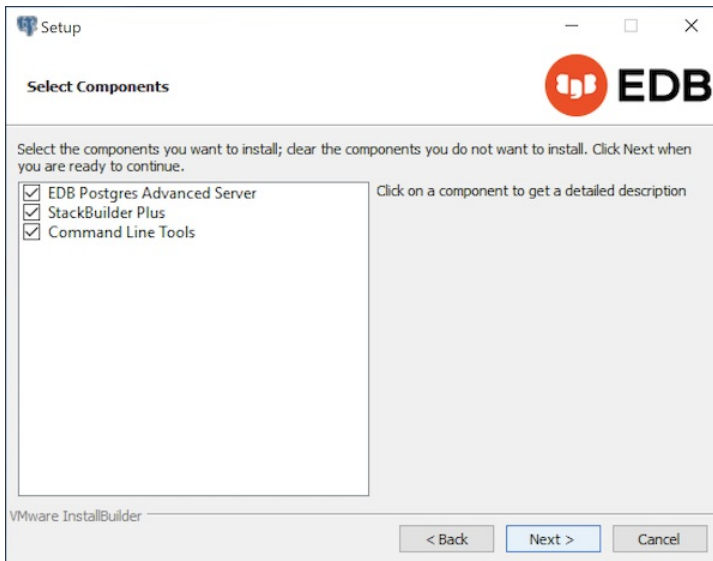 Setup
Select Components
EDB
Select the components you want to install; clear the components you do not want to install. Click Next when
you are ready to continue.
EDB Postgres Advanced Server
StackBuilder Plus
Command Line Tools
Click on a component to get a detailed description
VMware InstallBuilder
< Back
Next >
Cancel